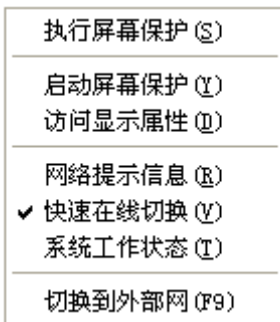 执行屏幕保护(S)
启动屏幕保护(Y)
访问显示属性(D)
网络提示信息(R)
快速在线切换(V)
系统工作状态(T)
切换到外部网(F9)